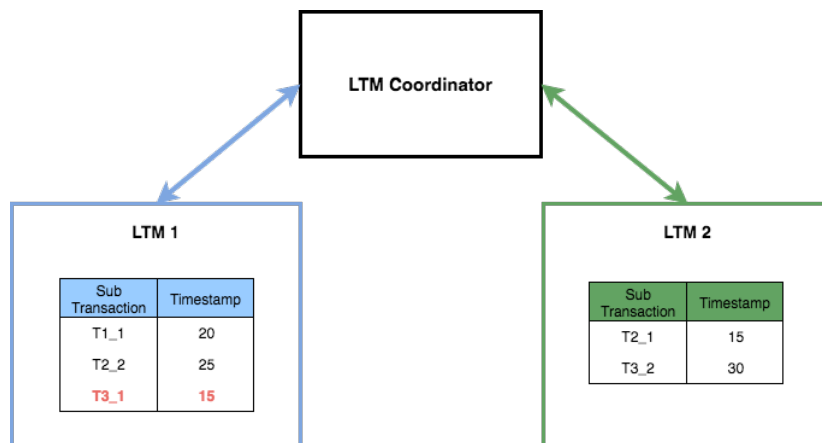 LTM Coordinator
LTM 1
Sub
Transaction
Timestamp
T1_1 20
T2_2 25
T3_1 15
LTM 2
Sub
Transaction
Timestamp
T2_1 15
T3_2 30